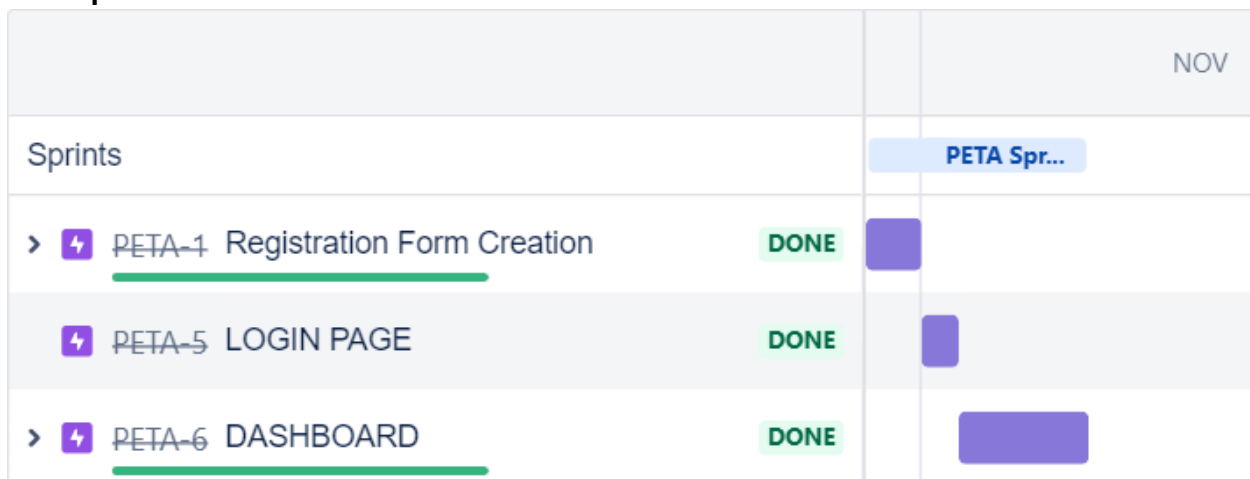 NOV
Sprints PETA Spr...
PETA-1 Registration Form Creation DONE
PETA-5 LOGIN PAGE DONE
PETA-6 DASHBOARD DONE